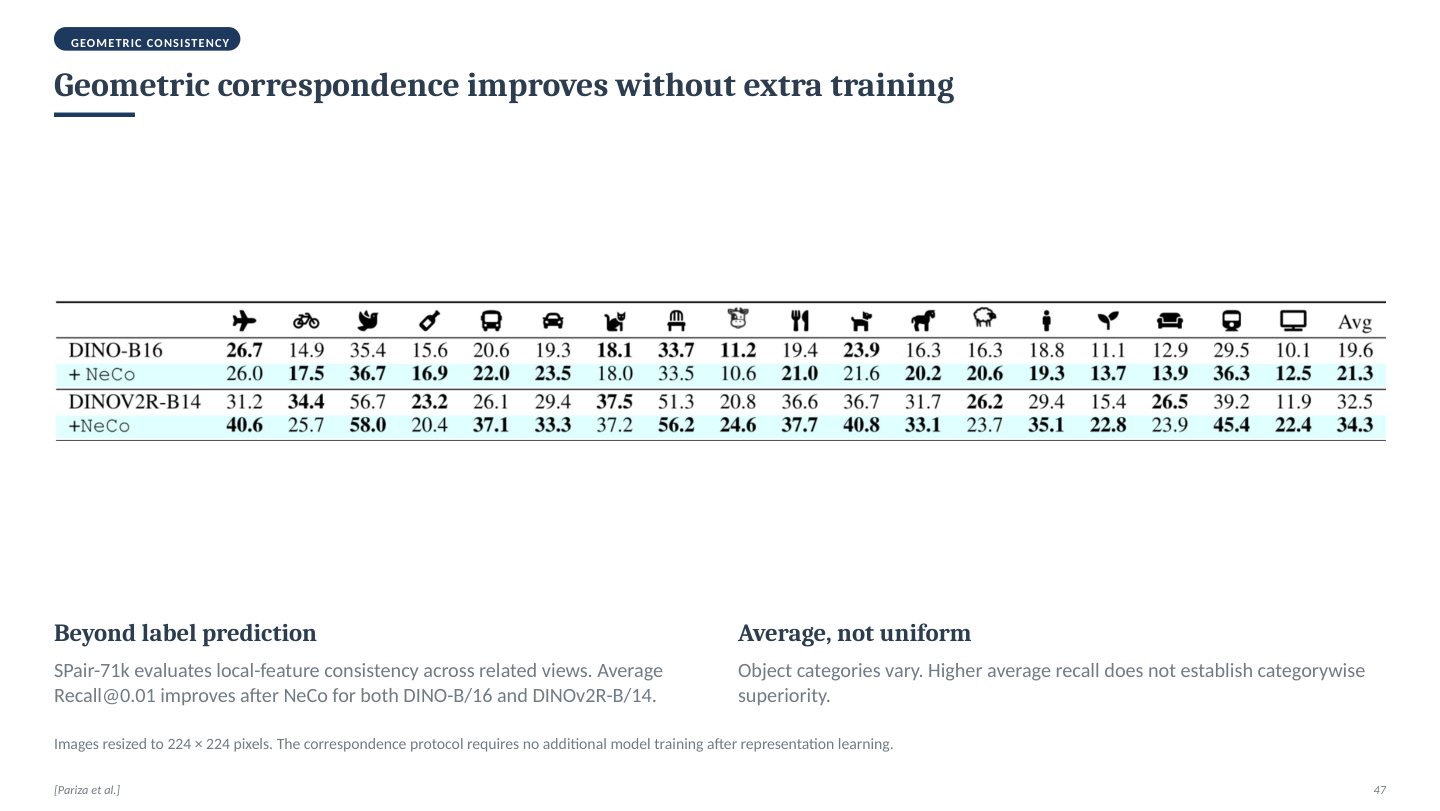 GEOMETRIC CONSISTENCY
Geometric correspondence improves without extra training
Avg
DINO-B16 26.7 14.9 35.4 15.6 20.6 19.3 18.1 33.7 11.2 19.4 23.9 16.3 16.3 18.8 11.1 12.9 29.5 10.1 19.6
+ NeCo 26.0 17.5 36.7 16.9 22.0 23.5 18.0 33.5 10.6 21.0 21.6 20.2 20.6 19.3 13.7 13.9 36.3 12.5 21.3
DINOV2R-B14 31.2 34.4 56.7 23.2 26.1 29.4 37.5 51.3 20.8 36.6 36.7 31.7 26.2 29.4 15.4 26.5 39.2 11.9 32.5
+NeCo 40.6 25.7 58.0 20.4 37.1 33.3 37.2 56.2 24.6 37.7 40.8 33.1 23.7 35.1 22.8 23.9 45.4 22.4 34.3
Beyond label prediction
SPair-71k evaluates local-feature consistency across related views. Average
Recall@0.01 improves after NeCo for both DINO-B/16 and DINOv2R-B/14.
Average, not uniform
Object categories vary. Higher average recall does not establish categorywise
superiority.
Images resized to 224 × 224 pixels. The correspondence protocol requires no additional model training after representation learning.
[Pariza et al.]
47